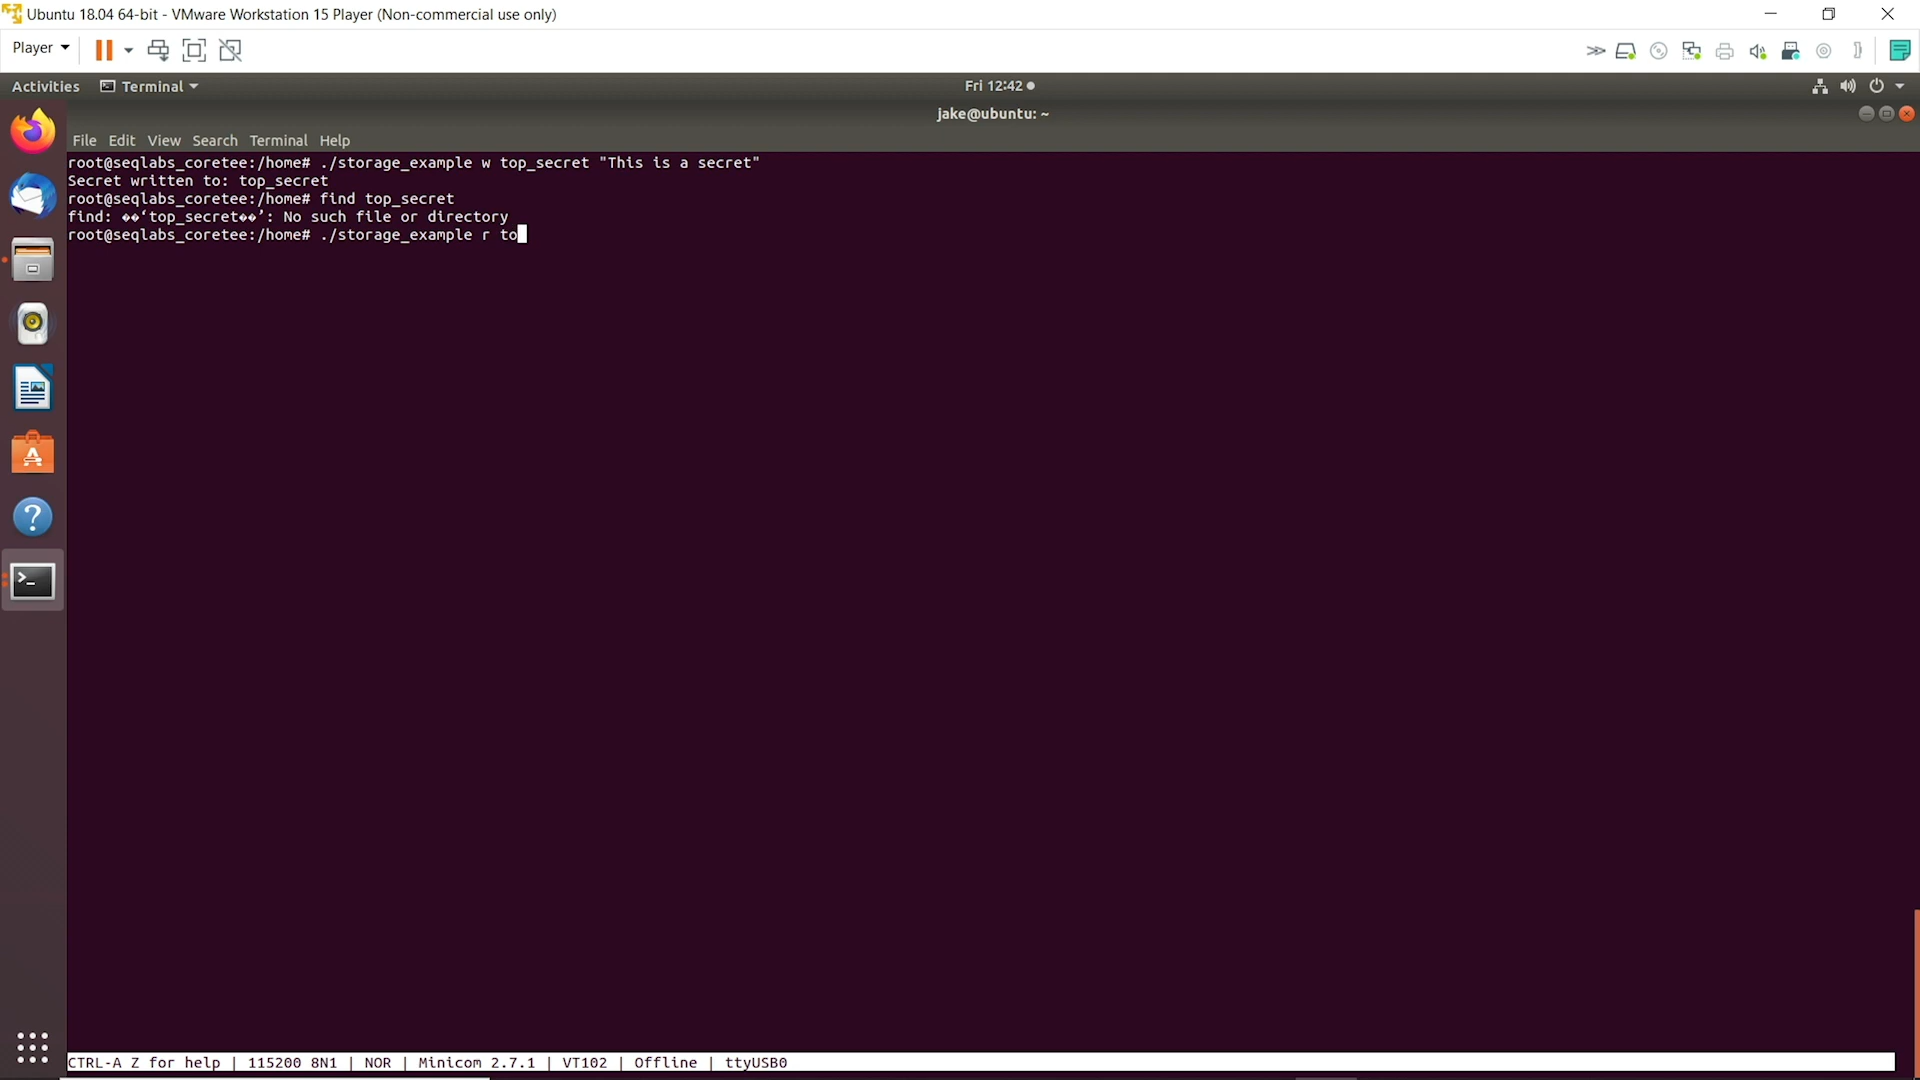 Ubuntu 18.04 64-bit - VMware Workstation 15 Player (Non-commercial use only)
Player
Activities Terminal Fri 12:42
jake@ubuntu: ~
File Edit View Search Terminal Help
root@seqlabs_coretee:/home# ./storage_example w top_secret "This is a secret"
Secret written to: top_secret
root@seqlabs_coretee:/home# find top_secret
find: ��‘top_secret��’: No such file or directory
root@seqlabs_coretee:/home# ./storage_example r to
CTRL-A Z for help | 115200 8N1 | NOR | Minicom 2.7.1 | VT102 | Offline | ttyUSB0